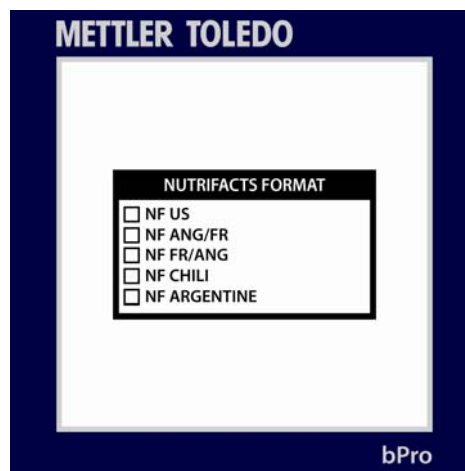 METTLER TOLEDO
NUTRIFACTS FORMAT
NF US
NF ANG/FR
NF FR/ANG
NF CHILI
NF ARGENTINE
bPro